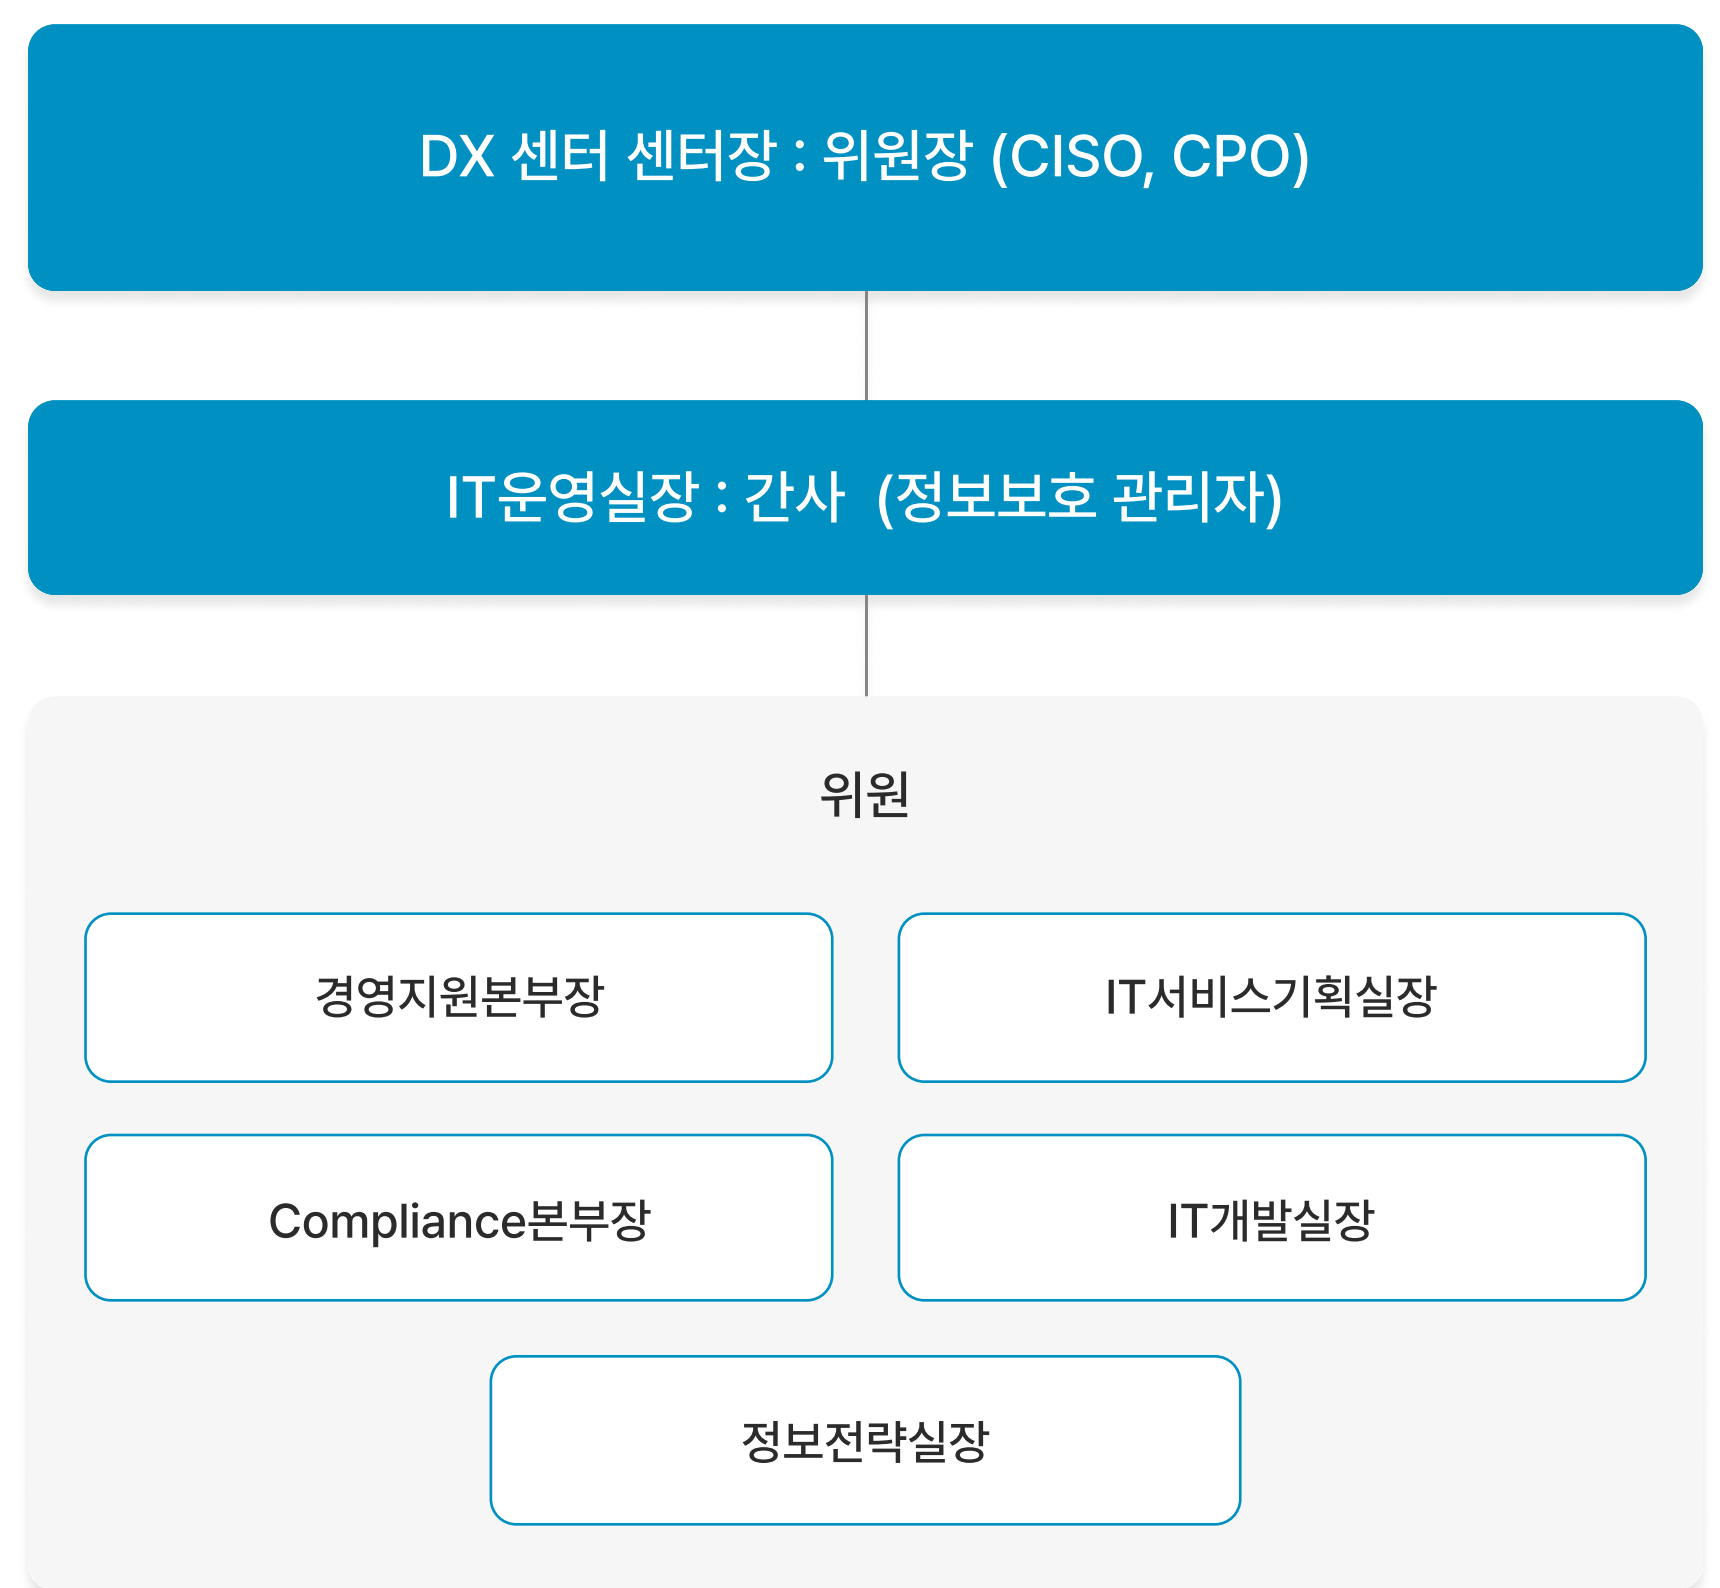 DX 센터 센터장 : 위원장 (CISO, CPO)
IT운영실장 : 간사 (정보보호 관리자)
위원
경영지원본부장
IT서비스기획실장
Compliance본부장
IT개발실장
정보전략실장